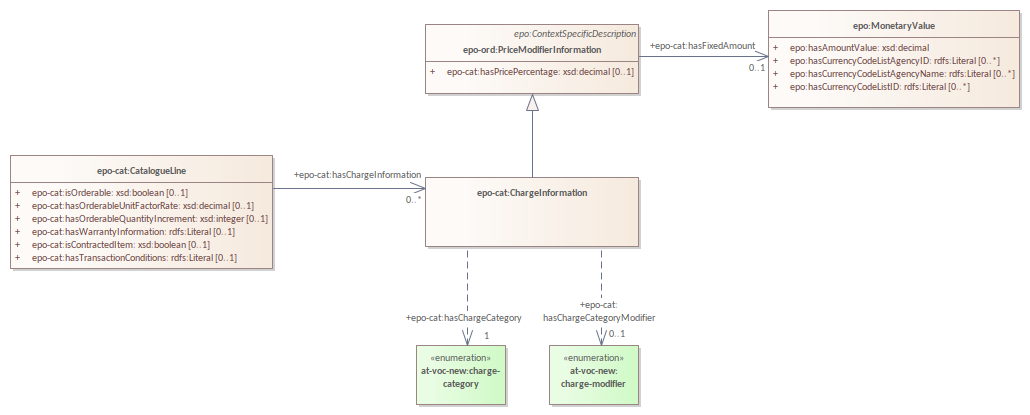 epo:ContextSpecificDescription
epo-ord:PriceModifierInformation
+ epo-cat:hasPricePercentage: xsd:decimal [0..1]
+epo-cat:hasFixedAmount
0..1
epo:MonetaryValue
+ epo:hasAmountValue: xsd:decimal
+ epo:hasCurrencyCodeListAgencyID: rdfs:Literal [0..*]
+ epo:hasCurrencyCodeListAgencyName: rdfs:Literal [0..*]
+ epo:hasCurrencyCodeListID: rdfs:Literal [0..*]
epo-cat:CatalogueLine
+ epo-cat:isOrderable: xsd:boolean [0..1]
+ epo-cat:hasOrderableUnitFactorRate: xsd:decimal [0..1]
+ epo-cat:hasOrderableQuantityIncrement: xsd:integer [0..1]
+ epo-cat:hasWarrantyInformation: rdfs:Literal [0..1]
+ epo-cat:isContractedItem: xsd:boolean [0..1]
+ epo-cat:hasTransactionConditions: rdfs:Literal [0..1]
+epo-cat:hasChargeInformation
0..*
epo-cat:ChargeInformation
+epo-cat:hasChargeCategory
1
+epo-cat:
hasChargeCategoryModifier
0..1
«enumeration»
at-voc-new:charge-
category
«enumeration»
at-voc-new:
charge-modifier